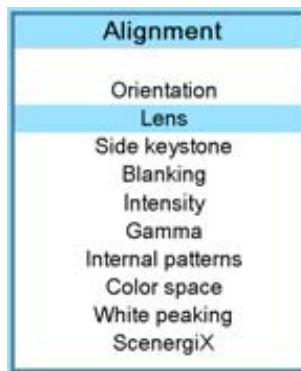 Alignment
Orientation
Lens
Side keystone
Blanking
Intensity
Gamma
Internal patterns
Color space
White peaking
ScenergiX